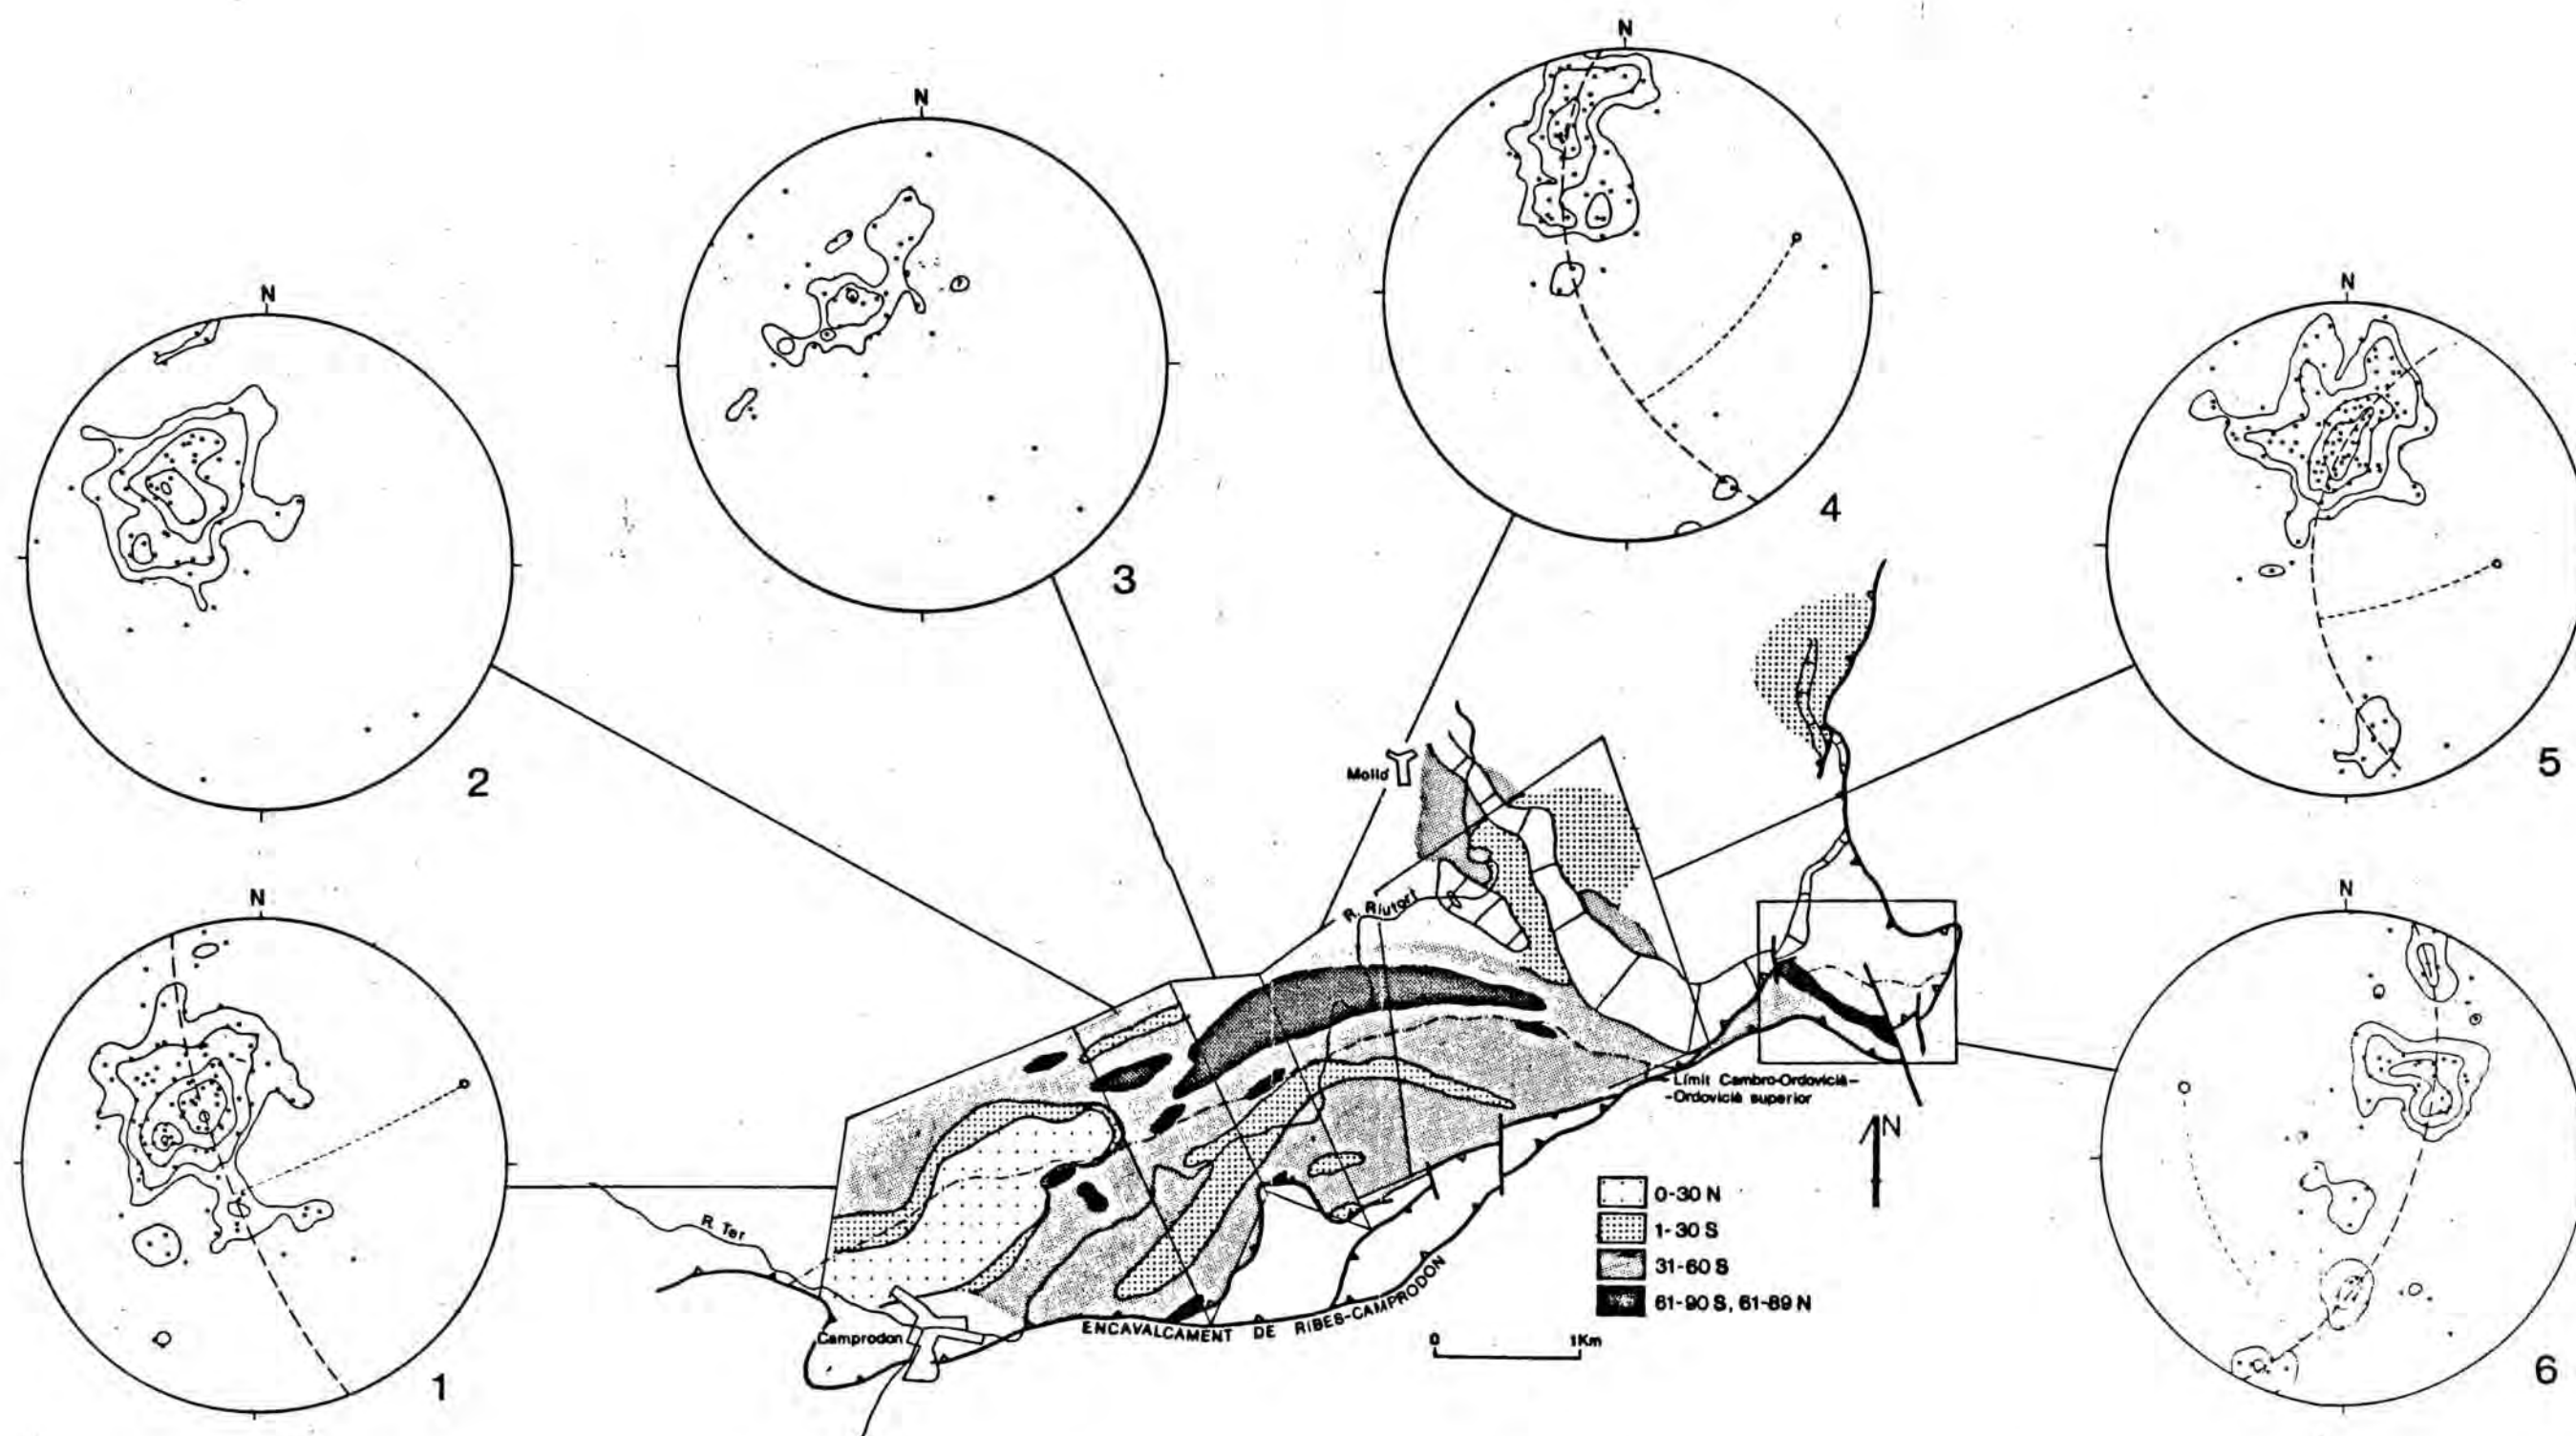 N
N
N
N
N
N
1
2
3
4
5
6
Molló
R. Riutort
R. Ter
Camprodon
ENCAVALCAMENT DE RIBES-CAMPRODON
Límit Cambro-Ordovicià-
-Ordovicià superior
N
0-30 N
1-30 S
31-60 S
61-90 S, 61-89 N
0 1Km